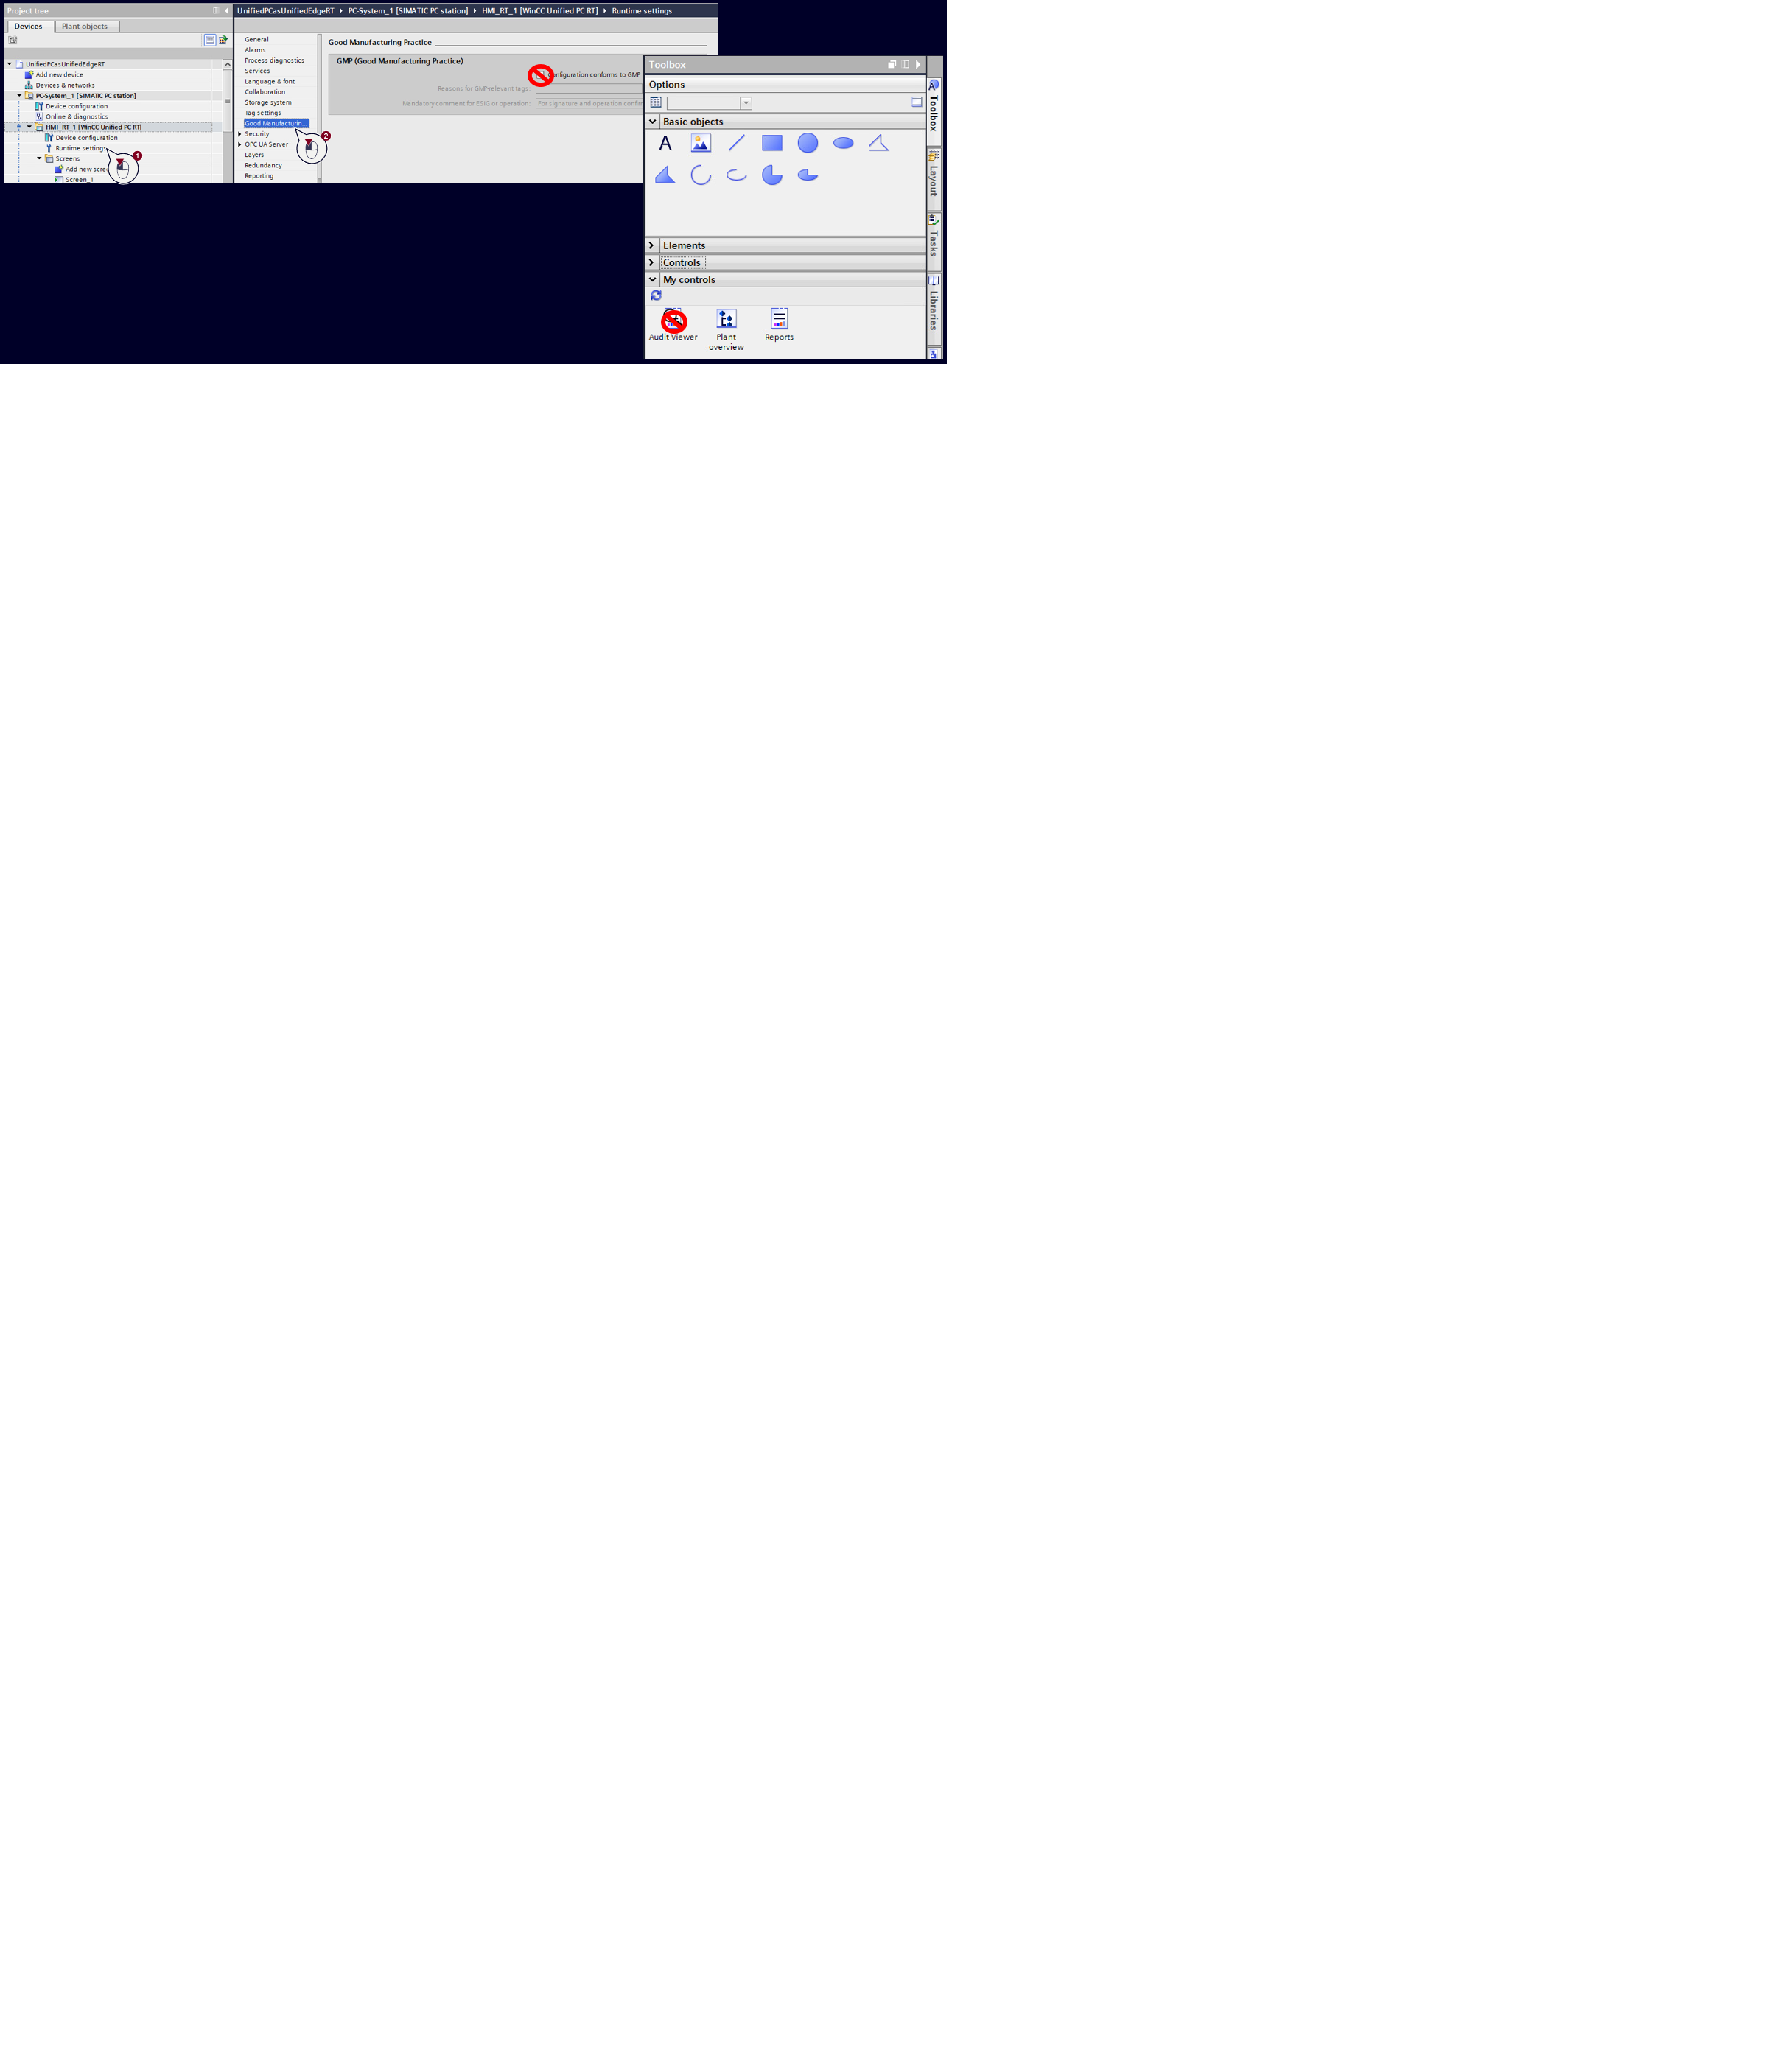 Project tree
Devices
Plant objects
UnifiedPCasUnifiedEdgeRT
Add new device
Devices & networks
PC-System_1 [SIMATIC PC station]
Device configuration
Online & diagnostics
HMI_RT_1 [WinCC Unified PC RT]
Device configuration
Runtime settings
1
Screens
Add new
Screen_1
UnifiedPCasUnifiedEdgeRT PC-System_1 [SIMATIC PC station] HMI_RT_1 [WinCC Unified PC RT] Runtime settings
General
Alarms
Process diagnostics
Services
Language & font
Collaboration
Storage system
Tag settings
Good Manufacturin...
Security
2
OPC UA Server
Layers
Redundancy
Reporting
Good Manufacturing Practice
GMP (Good Manufacturing Practice)
onfiguration conforms to GMP
Reasons for GMP-relevant tags:
Mandatory comment for ESIG or operation: For signature and operation confir
Toolbox
Options
Basic objects
A
Elements
Controls
My controls
Audit Viewer
Plant overview
Reports
Toolbox
Layout
Tasks
Libraries